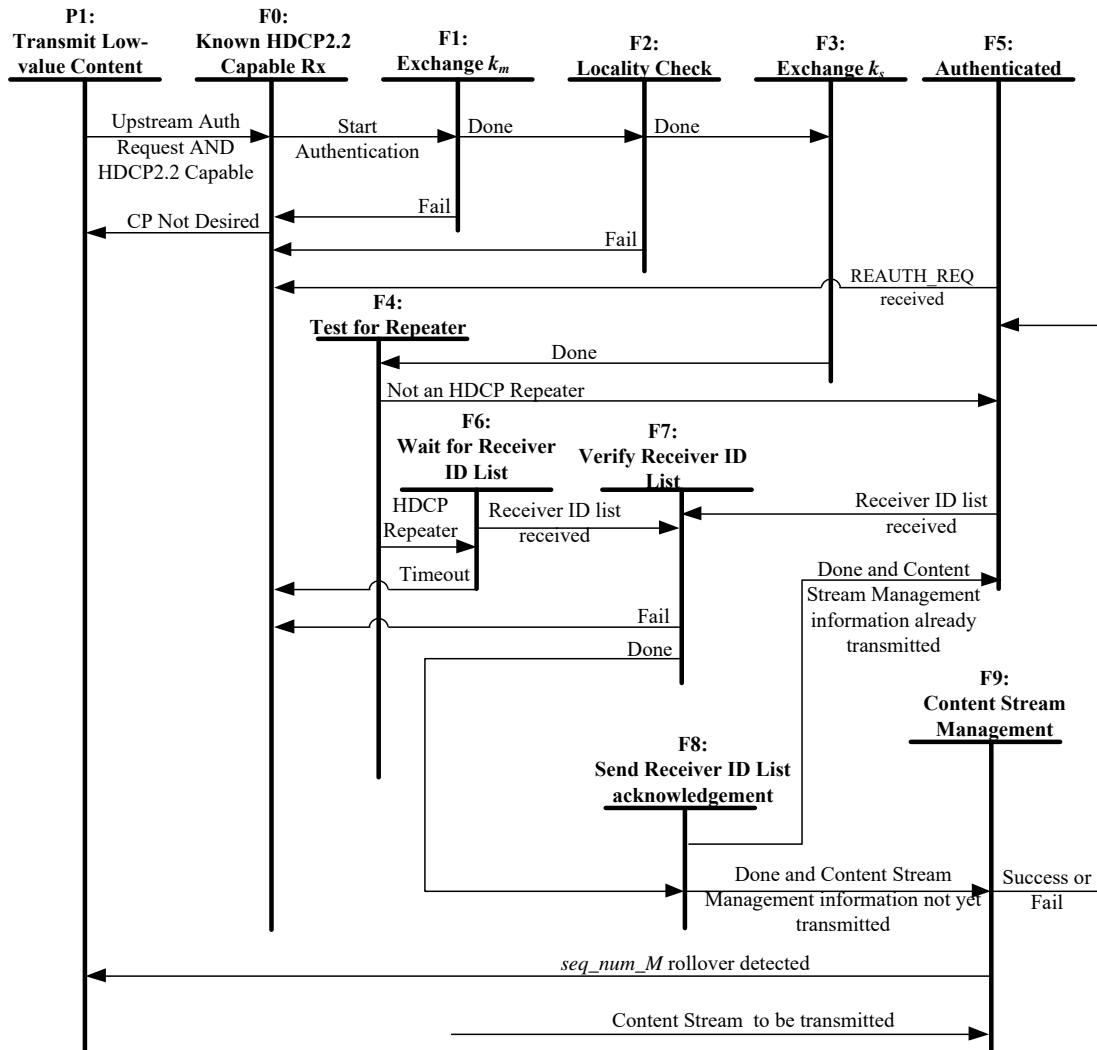 P1:
Transmit Low-
value Content
F0:
Known HDCP2.2
Capable Rx
F1:
Exchange km
F2:
Locality Check
F3:
Exchange ks
F5:
Authenticated
Upstream Auth
Request AND
HDCP2.2 Capable
Start
Authentication
Done
Done
Fail
CP Not Desired
Fail
REAUTH_REQ
received
F4:
Test for Repeater
Done
Not an HDCP Repeater
F6:
Wait for Receiver
ID List
F7:
Verify Receiver ID
List
HDCP
Repeater
Receiver ID list
received
Receiver ID list
received
Timeout
Done and Content
Stream Management
information already
transmitted
Fail
Done
F9:
Content Stream
Management
F8:
Send Receiver ID List
acknowledgement
Done and Content Stream
Management information not yet
transmitted
Success or
Fail
seq_num_M rollover detected
Content Stream to be transmitted